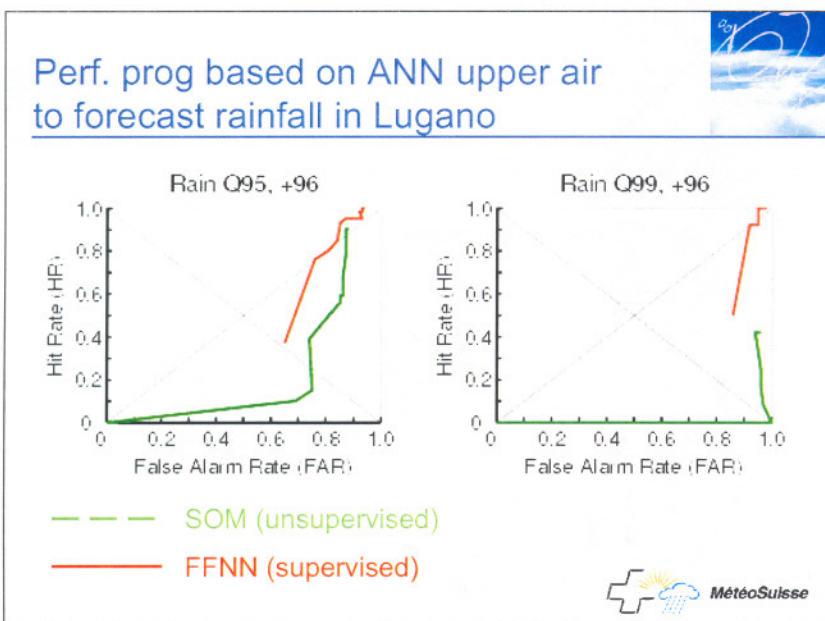 Perf. prog based on ANN upper air
to forecast rainfall in Lugano
Rain Q95, +96
Hit Rate (HR)
1.0
0.8
0.6
0.4
0.2
0
0 0.2 0.4 0.6 0.8 1.0
False Alarm Rate (FAR)
Rain Q99, +96
Hit Rate (HR)
1.0
0.8
0.6
0.4
0.2
0
0 0.2 0.4 0.6 0.8 1.0
False Alarm Rate (FAR)
SOM (unsupervised)
FFNN (supervised)
MétéoSuisse